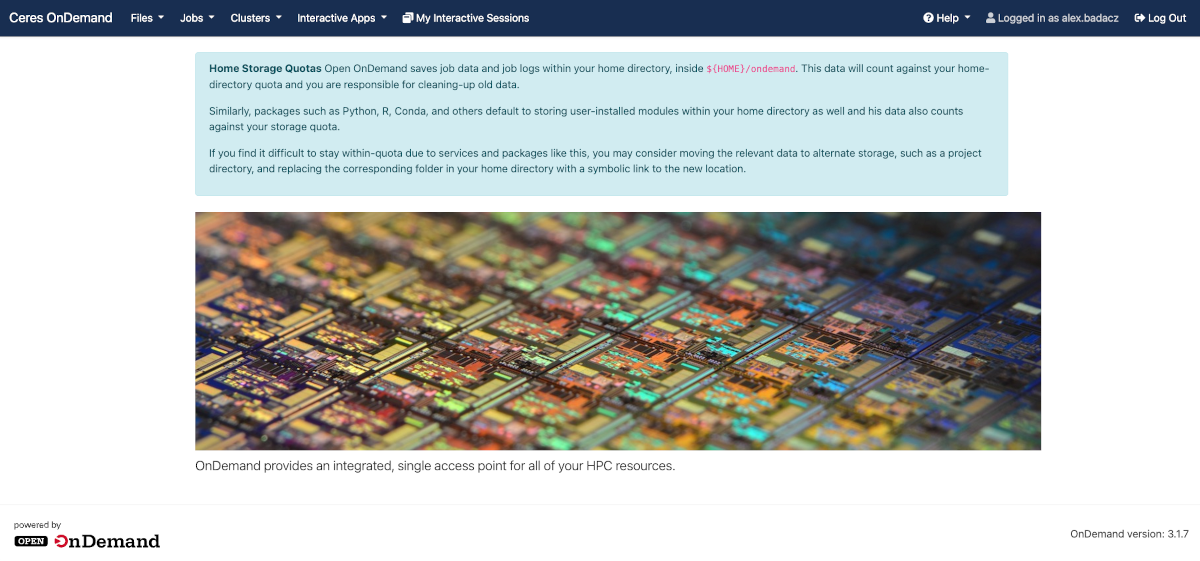 Ceres OnDemand Files Jobs Clusters Interactive Apps My Interactive Sessions Help Logged in as alex.badacz Log Out
Home Storage Quotas Open OnDemand saves job data and job logs within your home directory, inside ${HOME}/ondemand. This data will count against your home-
directory quota and you are responsible for cleaning-up old data.
Similarly, packages such as Python, R, Conda, and others default to storing user-installed modules within your home directory as well and his data also counts
against your storage quota.
If you find it difficult to stay within-quota due to services and packages like this, you may consider moving the relevant data to alternate storage, such as a project
directory, and replacing the corresponding folder in your home directory with a symbolic link to the new location.
OnDemand provides an integrated, single access point for all of your HPC resources.
powered by
OPEN OnDemand
OnDemand version: 3.1.7